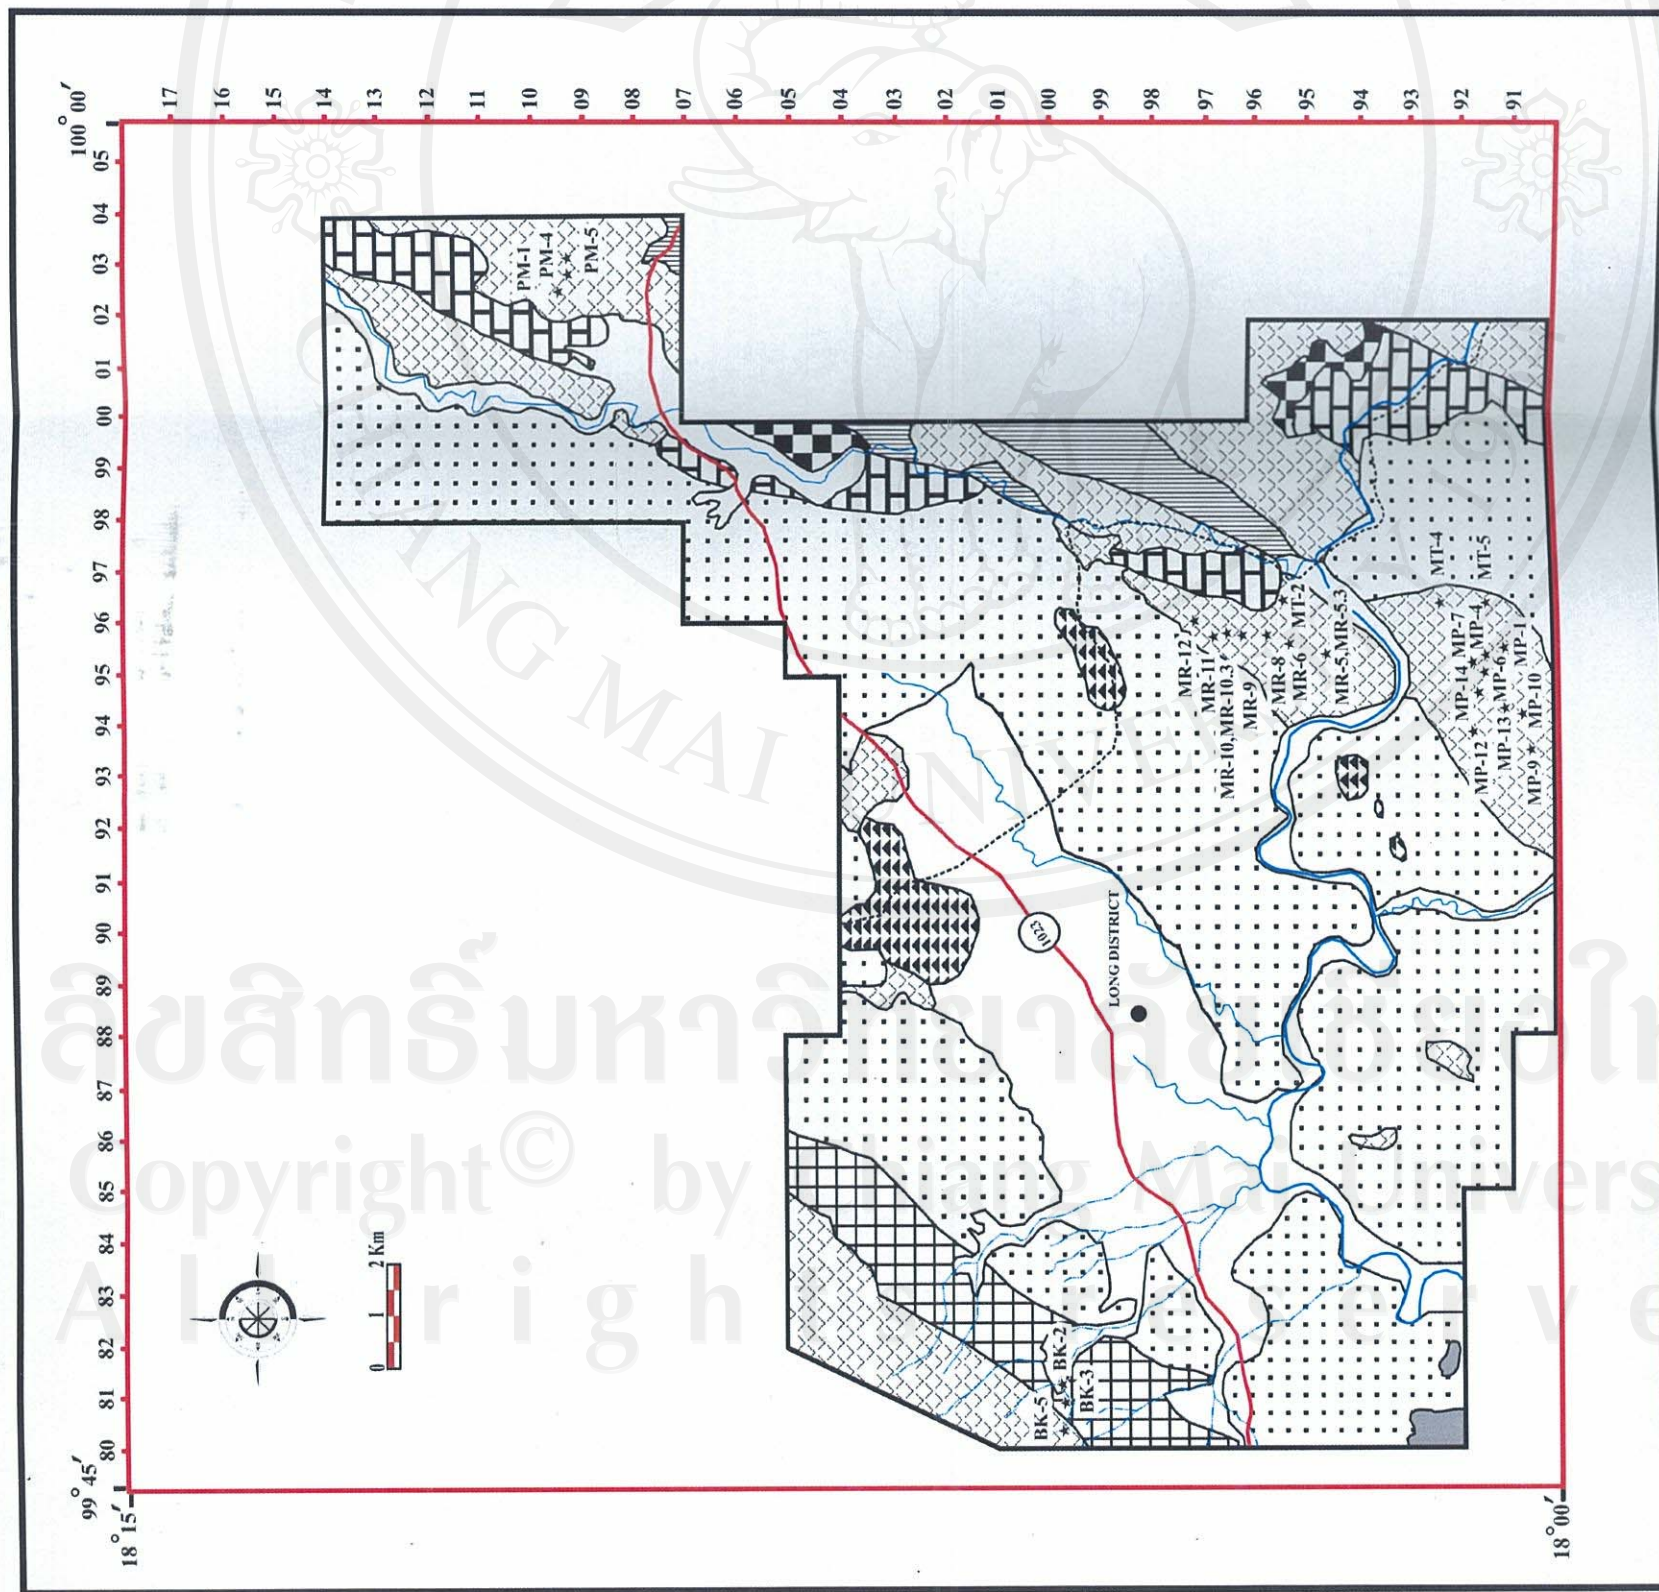 100°00′
17
16
15
14
13
12
11
10
09
08
07
06
05
04
03
02
01
00
99
98
97
96
95
94
93
92
91
05
04
03
02
01
00
99
98
97
96
95
94
93
92
91
90
89
88
87
86
85
84
83
82
81
80
99°45′
18°15′
18°00′
PM-1
PM-4
PM-5
MR-12
MR-11
MR-10,MR-10.3
MR-9
MR-8
MR-6
MT-2
MR-5,MR-5.3
MT-4
MT-5
MP-7
MP-14
MP-4
MP-12
MP-6
MP-13
MP-1
MP-10
MP-9
1023
LONG DISTRICT
BK-5
BK-2
BK-3
0 1 2 Km
CHIANG MAI UNIVERSITY
ลิขสิทธิ์มหาวิทยาลัยเชียงใหม่
Copyright© by Chiang Mai University
All rights reserved